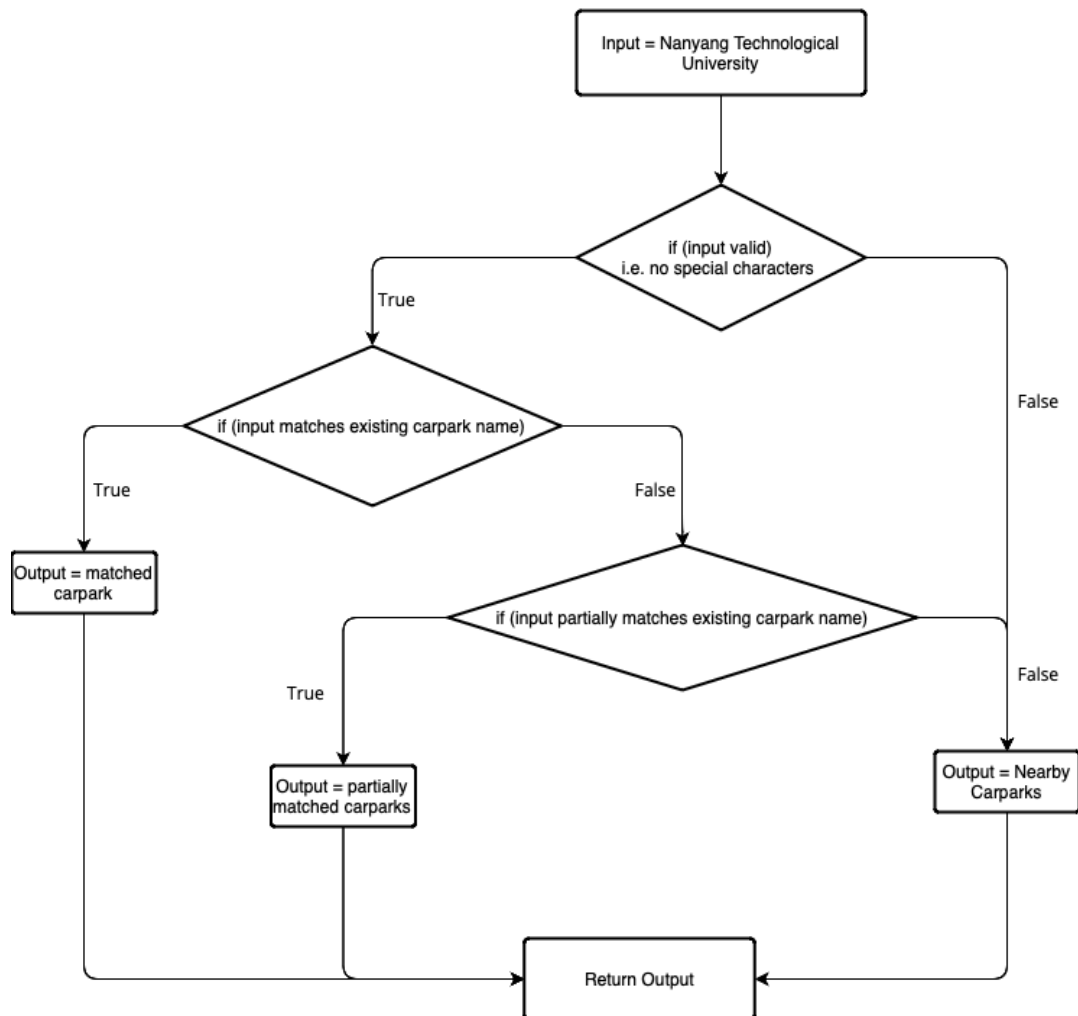 Input = Nanyang Technological
University
if (input valid)
i.e. no special characters
True
False
if (input matches existing carpark name)
True
False
Output = matched
carpark
if (input partially matches existing carpark name)
True
False
Output = partially
matched carparks
Output = Nearby
Carparks
Return Output